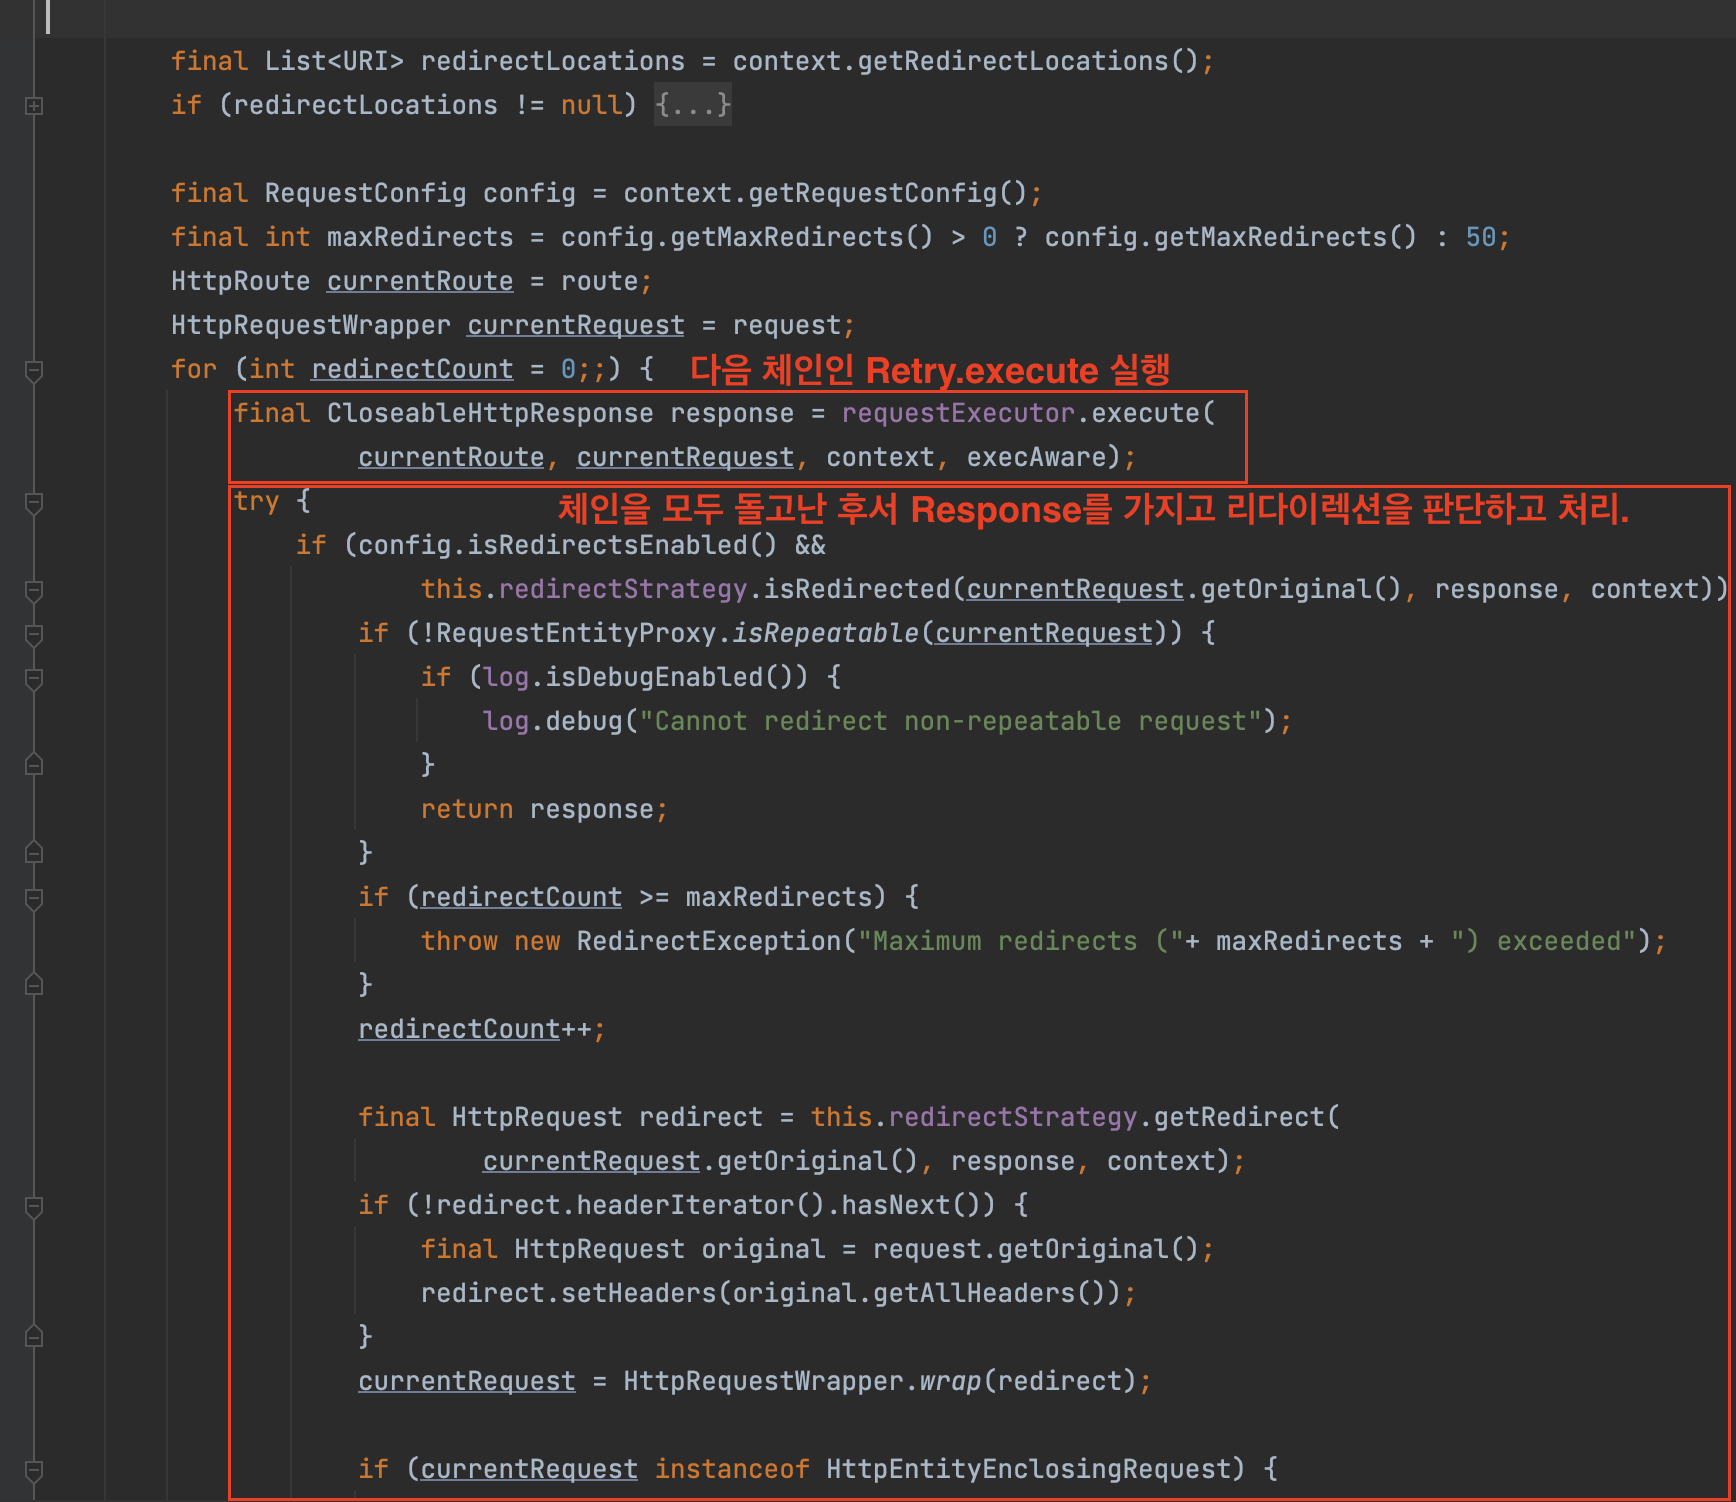 final List<URI> redirectLocations = context.getRedirectLocations();
if (redirectLocations != null) {...}
final RequestConfig config = context.getRequestConfig();
final int maxRedirects = config.getMaxRedirects() > 0 ? config.getMaxRedirects() : 50;
HttpRoute currentRoute = route;
HttpRequestWrapper currentRequest = request;
for (int redirectCount = 0;;) { 다음 체인인 Retry.execute 실행
final CloseableHttpResponse response = requestExecutor.execute(
currentRoute, currentRequest, context, execAware);
try { 체인을 모두 돌고난 후서 Response를 가지고 리다이렉션을 판단하고 처리.
if (config.isRedirectsEnabled() &&
this.redirectStrategy.isRedirected(currentRequest.getOriginal(), response, context))
if (!RequestEntityProxy.isRepeatable(currentRequest)) {
if (log.isDebugEnabled()) {
log.debug("Cannot redirect non-repeatable request");
}
return response;
}
if (redirectCount >= maxRedirects) {
throw new RedirectException("Maximum redirects ("+ maxRedirects + ") exceeded");
}
redirectCount++;
final HttpRequest redirect = this.redirectStrategy.getRedirect(
currentRequest.getOriginal(), response, context);
if (!redirect.headerIterator().hasNext()) {
final HttpRequest original = request.getOriginal();
redirect.setHeaders(original.getAllHeaders());
}
currentRequest = HttpRequestWrapper.wrap(redirect);
if (currentRequest instanceof HttpEntityEnclosingRequest) {